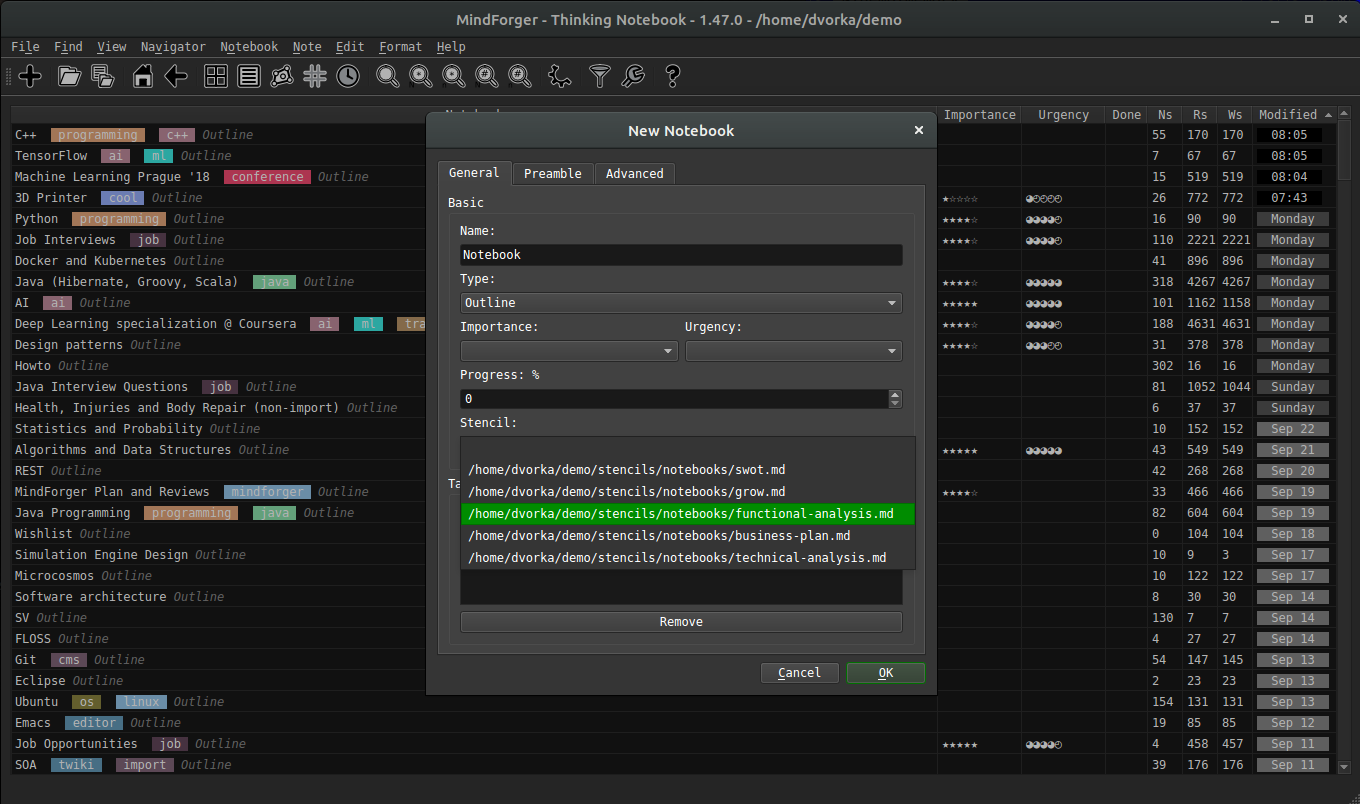 MindForger - Thinking Notebook - 1.47.0 - /home/dvorka/demo
File Find View Navigator Notebook Note Edit Format Help
Importance Urgency Done Ns Rs Ws Modified
C++ programming c++ Outline 55 170 170 08:05
TensorFlow ai ml Outline 7 67 67 08:05
Machine Learning Prague '18 conference Outline 15 519 519 08:04
3D Printer cool Outline ★☆☆☆☆ 26 772 772 07:43
Python programming Outline ★★★★☆ 16 90 90 Monday
Job Interviews job Outline ★★★★☆ 110 2221 2221 Monday
Docker and Kubernetes Outline 41 896 896 Monday
Java (Hibernate, Groovy, Scala) java Outline ★★★★☆ 318 4267 4267 Monday
AI ai Outline ★★★★★ 101 1162 1158 Monday
Deep Learning specialization @ Coursera ai ml tra ★★★★☆ 188 4631 4631 Monday
Design patterns Outline ★★★★☆ 31 378 378 Monday
Howto Outline 302 16 16 Monday
Java Interview Questions job Outline 81 1052 1044 Sunday
Health, Injuries and Body Repair (non-import) Outline 6 37 37 Sunday
Statistics and Probability Outline 10 152 152 Sep 22
Algorithms and Data Structures Outline ★★★★★ 43 549 549 Sep 21
REST Outline 42 268 268 Sep 20
MindForger Plan and Reviews mindforger Outline ★★★★☆ 33 466 466 Sep 19
Java Programming programming java Outline 82 604 604 Sep 19
Wishlist Outline 0 104 104 Sep 18
Simulation Engine Design Outline 10 9 3 Sep 17
Microcosmos Outline 10 122 122 Sep 17
Software architecture Outline 8 30 30 Sep 14
SV Outline 130 7 7 Sep 14
FLOSS Outline 4 27 27 Sep 14
Git cms Outline 54 147 145 Sep 13
Eclipse Outline 2 23 23 Sep 13
Ubuntu os linux Outline 154 131 131 Sep 13
Emacs editor Outline 19 85 85 Sep 12
Job Opportunities job Outline ★★★★★ 4 458 457 Sep 11
SOA twiki import Outline 39 176 176 Sep 11
New Notebook
General Preamble Advanced
Basic
Name:
Notebook
Type:
Outline
Importance: Urgency:
Progress: %
0
Stencil:
/home/dvorka/demo/stencils/notebooks/swot.md
/home/dvorka/demo/stencils/notebooks/grow.md
/home/dvorka/demo/stencils/notebooks/functional-analysis.md
/home/dvorka/demo/stencils/notebooks/business-plan.md
/home/dvorka/demo/stencils/notebooks/technical-analysis.md
Remove
Cancel OK